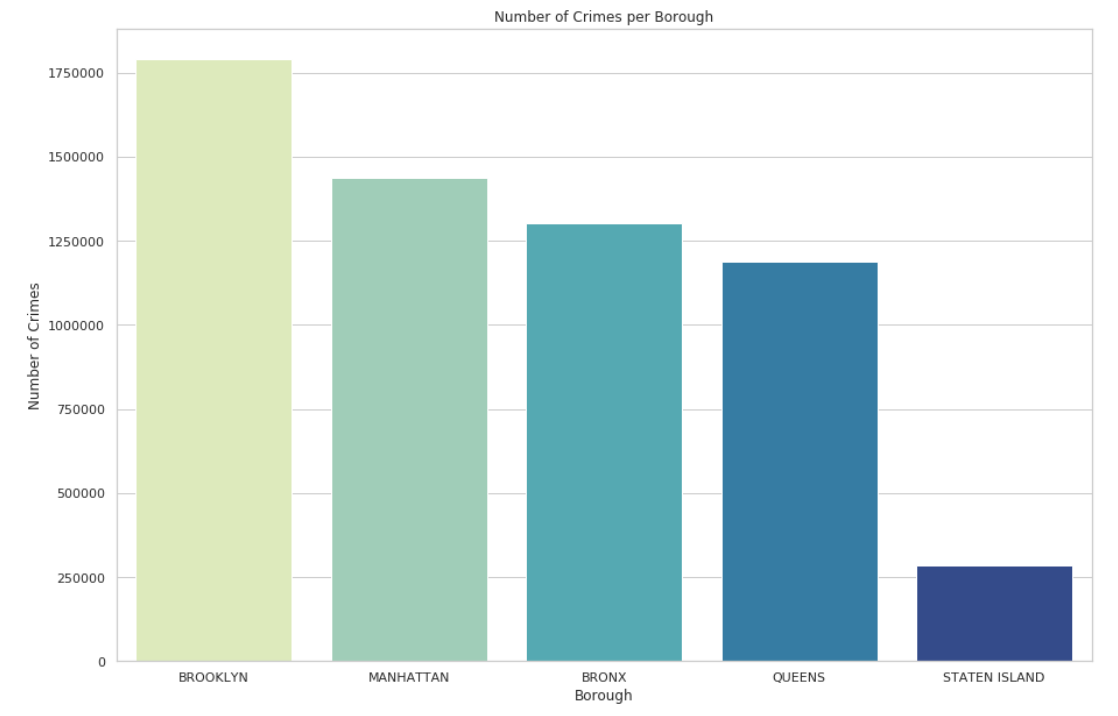 Number of Crimes per Borough
Number of Crimes
1750000
1500000
1250000
1000000
750000
500000
250000
0
BROOKLYN
MANHATTAN
BRONX
QUEENS
STATEN ISLAND
Borough